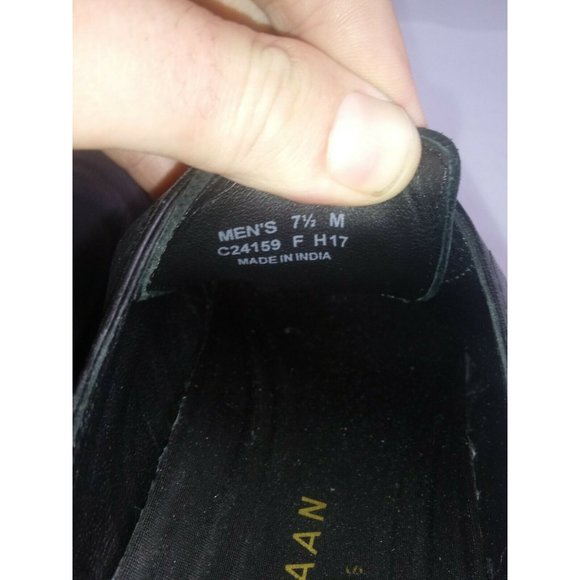 MEN'S 7½ M
C24159 F H17
MADE IN INDIA
AAN